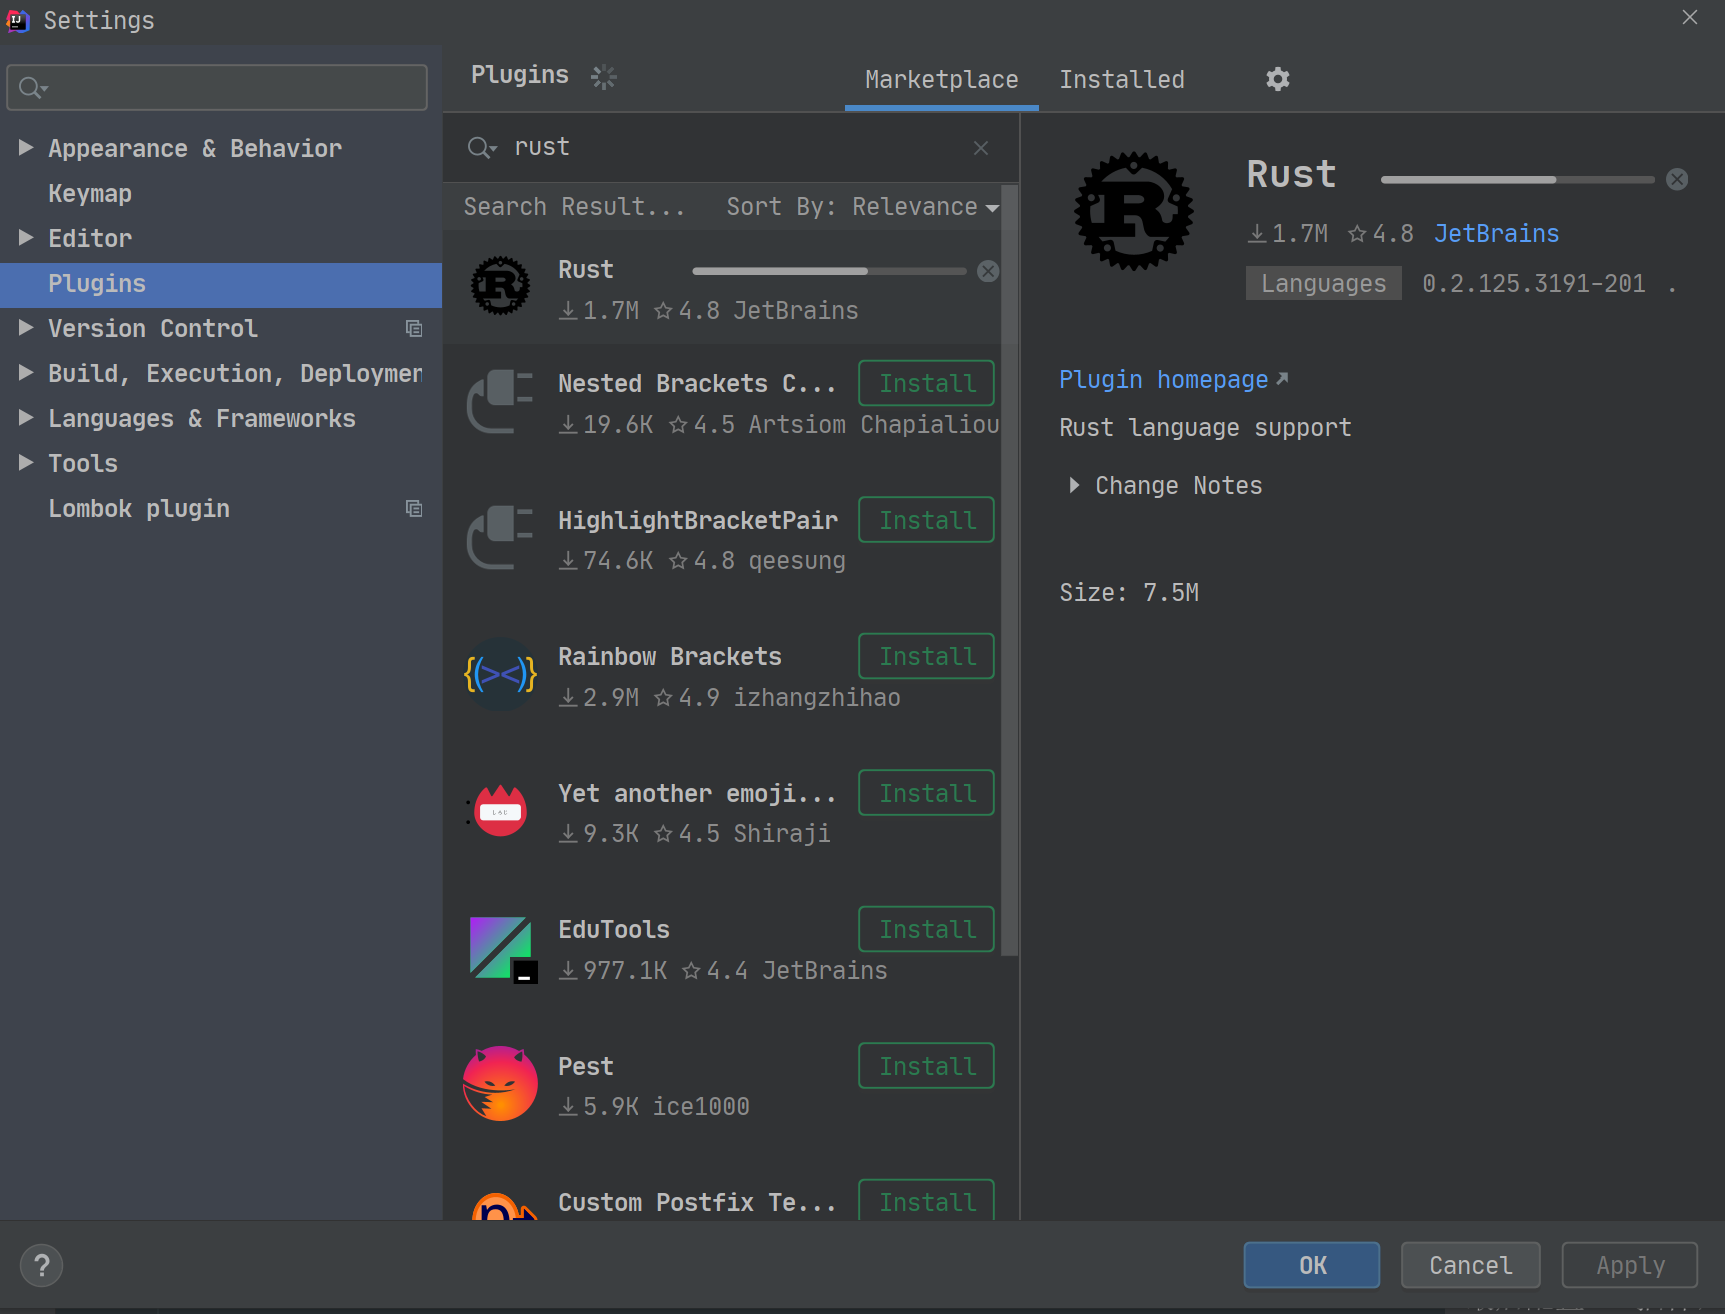 Settings
Appearance & Behavior
Keymap
Editor
Plugins
Version Control
Build, Execution, Deploymen
Languages & Frameworks
Tools
Lombok plugin
Plugins
Marketplace
Installed
rust
Search Result...
Sort By: Relevance
Rust
1.7M 4.8 JetBrains
Nested Brackets C...
Install
19.6K 4.5 Artsiom Chapialiou
HighlightBracketPair
Install
74.6K 4.8 qeesung
Rainbow Brackets
Install
2.9M 4.9 izhangzhihao
Yet another emoji...
Install
9.3K 4.5 Shiraji
EduTools
Install
977.1K 4.4 JetBrains
Pest
Install
5.9K ice1000
Custom Postfix Te...
Install
Rust
1.7M 4.8 JetBrains
Languages 0.2.125.3191-201 .
Plugin homepage
Rust language support
Change Notes
Size: 7.5M
?
OK
Cancel
Apply